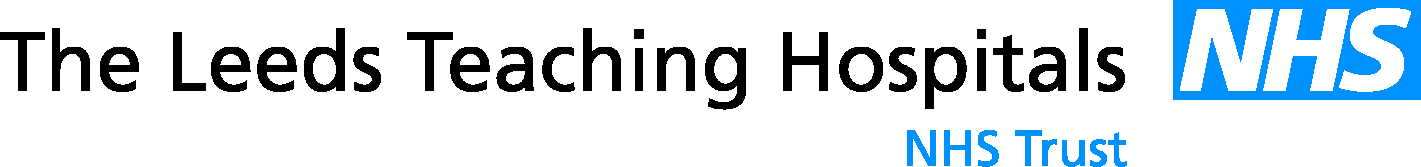 The Leeds Teaching Hospitals NHS
NHS Trust